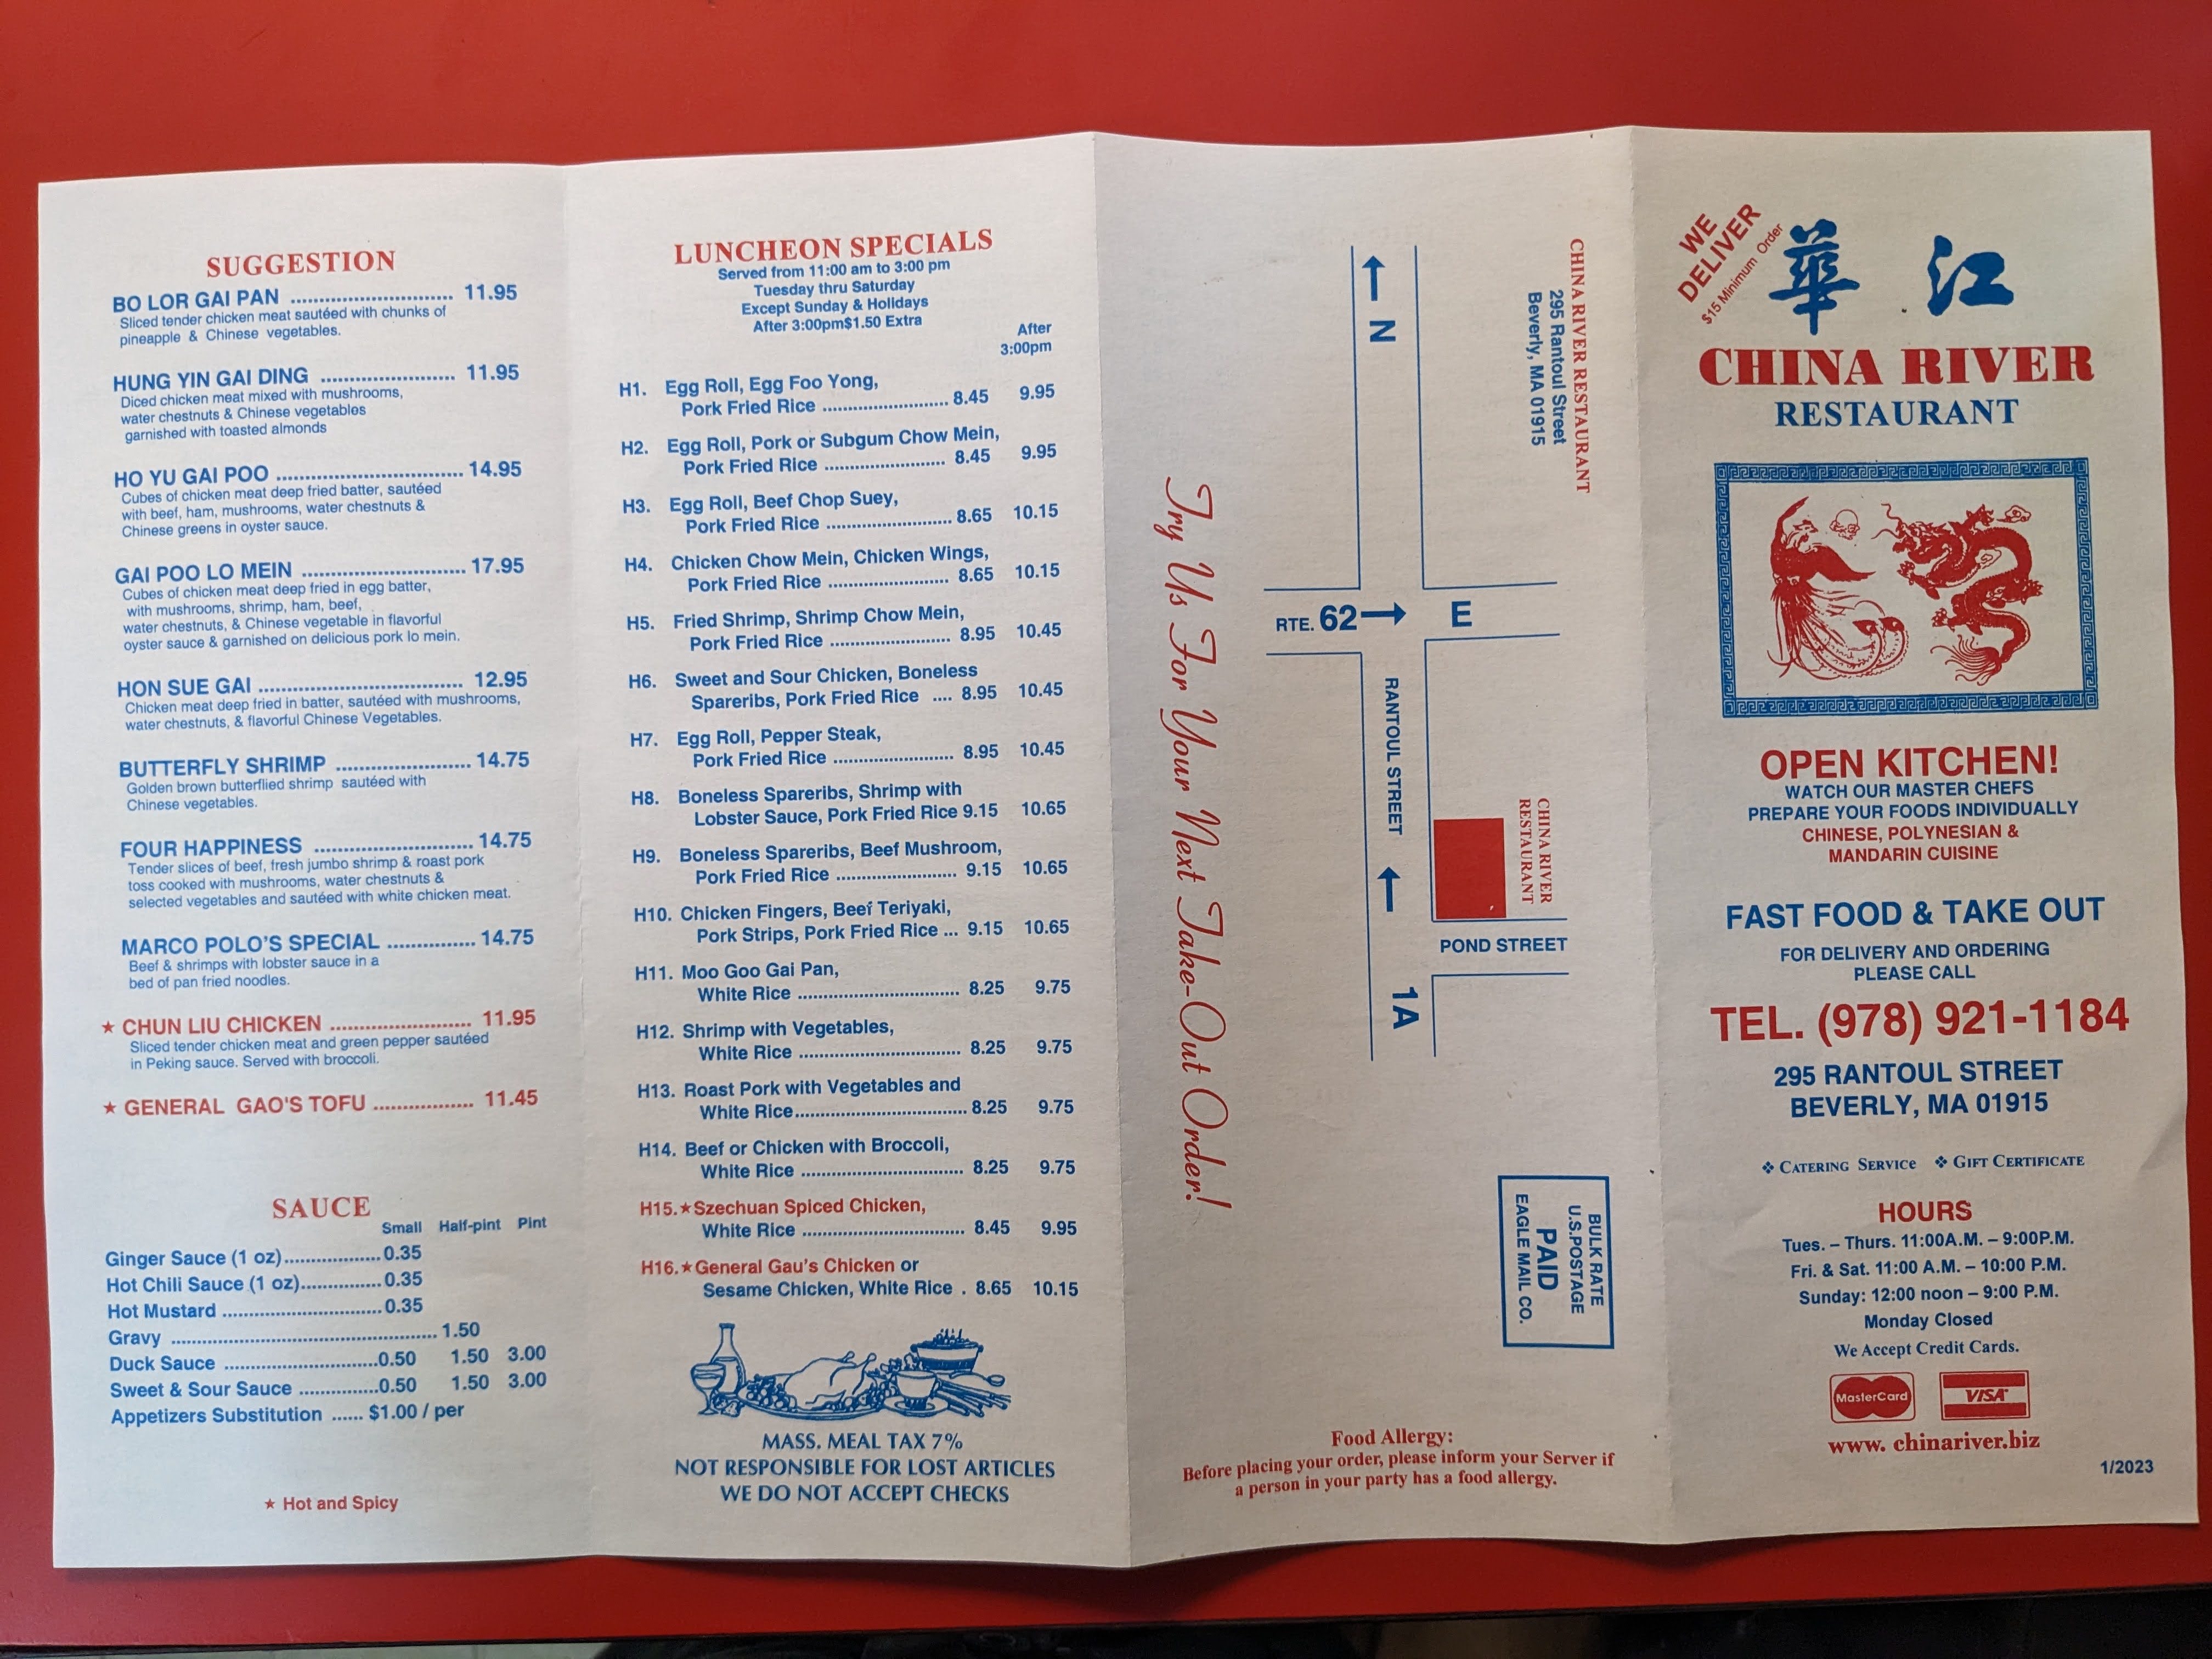 SUGGESTION
BO LOR GAI PAN ................................ 11.95
Sliced tender chicken meat sautéed with chunks of
pineapple & Chinese vegetables.
HUNG YIN GAI DING .......................... 11.95
Diced chicken meat mixed with mushrooms,
water chestnuts & Chinese vegetables
garnished with toasted almonds
HO YU GAI POO .................................... 14.95
Cubes of chicken meat deep fried batter, sautéed
with beef, ham, mushrooms, water chestnuts &
Chinese greens in oyster sauce.
GAI POO LO MEIN ................................ 17.95
Cubes of chicken meat deep fried in egg batter,
with mushrooms, shrimp, ham, beef,
water chestnuts, & Chinese vegetable in flavorful
oyster sauce & garnished on delicious pork lo mein.
HON SUE GAI ........................................ 12.95
Chicken meat deep fried in batter, sautéed with mushrooms,
water chestnuts, & flavorful Chinese Vegetables.
BUTTERFLY SHRIMP .......................... 14.75
Golden brown butterflied shrimp sautéed with
Chinese vegetables.
FOUR HAPPINESS ............................... 14.75
Tender slices of beef, fresh jumbo shrimp & roast pork
toss cooked with mushrooms, water chestnuts &
selected vegetables and sautéed with white chicken meat.
MARCO POLO'S SPECIAL ................. 14.75
Beef & shrimps with lobster sauce in a
bed of pan fried noodles.
★ CHUN LIU CHICKEN ........................... 11.95
Sliced tender chicken meat and green pepper sautéed
in Peking sauce. Served with broccoli.
★ GENERAL GAO'S TOFU ................... 11.45
SAUCE
Small Half-pint Pint
Ginger Sauce (1 oz)...................0.35
Hot Chili Sauce (1 oz)................0.35
Hot Mustard ................................0.35
Gravy .................................................... 1.50
Duck Sauce ..............................0.50 1.50 3.00
Sweet & Sour Sauce ...............0.50 1.50 3.00
Appetizers Substitution ...... $1.00 / per
★ Hot and Spicy
LUNCHEON SPECIALS
Served from 11:00 am to 3:00 pm
Tuesday thru Saturday
Except Sunday & Holidays
After 3:00pm$1.50 Extra
After
3:00pm
H1. Egg Roll, Egg Foo Yong,
Pork Fried Rice ......................... 8.45 9.95
H2. Egg Roll, Pork or Subgum Chow Mein,
Pork Fried Rice ........................ 8.45 9.95
H3. Egg Roll, Beef Chop Suey,
Pork Fried Rice ......................... 8.65 10.15
H4. Chicken Chow Mein, Chicken Wings,
Pork Fried Rice ........................ 8.65 10.15
H5. Fried Shrimp, Shrimp Chow Mein,
Pork Fried Rice ........................ 8.95 10.45
H6. Sweet and Sour Chicken, Boneless
Spareribs, Pork Fried Rice .... 8.95 10.45
H7. Egg Roll, Pepper Steak,
Pork Fried Rice ........................ 8.95 10.45
H8. Boneless Spareribs, Shrimp with
Lobster Sauce, Pork Fried Rice 9.15 10.65
H9. Boneless Spareribs, Beef Mushroom,
Pork Fried Rice ........................ 9.15 10.65
H10. Chicken Fingers, Beef Teriyaki,
Pork Strips, Pork Fried Rice ... 9.15 10.65
H11. Moo Goo Gai Pan,
White Rice ................................ 8.25 9.75
H12. Shrimp with Vegetables,
White Rice ................................ 8.25 9.75
H13. Roast Pork with Vegetables and
White Rice.................................. 8.25 9.75
H14. Beef or Chicken with Broccoli,
White Rice ................................ 8.25 9.75
H15.★Szechuan Spiced Chicken,
White Rice ................................ 8.45 9.95
H16.★General Gau's Chicken or
Sesame Chicken, White Rice . 8.65 10.15
MASS. MEAL TAX 7%
NOT RESPONSIBLE FOR LOST ARTICLES
WE DO NOT ACCEPT CHECKS
Try Us For Your Next Take-Out Order!
CHINA RIVER RESTAURANT
295 Rantoul Street
Beverly, MA 01915
N
RTE. 62 E
RANTOUL STREET
CHINA RIVER
RESTAURANT
POND STREET
1A
BULK RATE
U.S.POSTAGE
PAID
EAGLE MAIL CO.
Food Allergy:
Before placing your order, please inform your Server if
a person in your party has a food allergy.
WE
DELIVER
$15 Minimum Order
華 江
CHINA RIVER
RESTAURANT
OPEN KITCHEN!
WATCH OUR MASTER CHEFS
PREPARE YOUR FOODS INDIVIDUALLY
CHINESE, POLYNESIAN &
MANDARIN CUISINE
FAST FOOD & TAKE OUT
FOR DELIVERY AND ORDERING
PLEASE CALL
TEL. (978) 921-1184
295 RANTOUL STREET
BEVERLY, MA 01915
❖ CATERING SERVICE ❖ GIFT CERTIFICATE
HOURS
Tues. – Thurs. 11:00A.M. – 9:00P.M.
Fri. & Sat. 11:00 A.M. – 10:00 P.M.
Sunday: 12:00 noon – 9:00 P.M.
Monday Closed
We Accept Credit Cards.
MasterCard VISA
www. chinariver.biz
1/2023